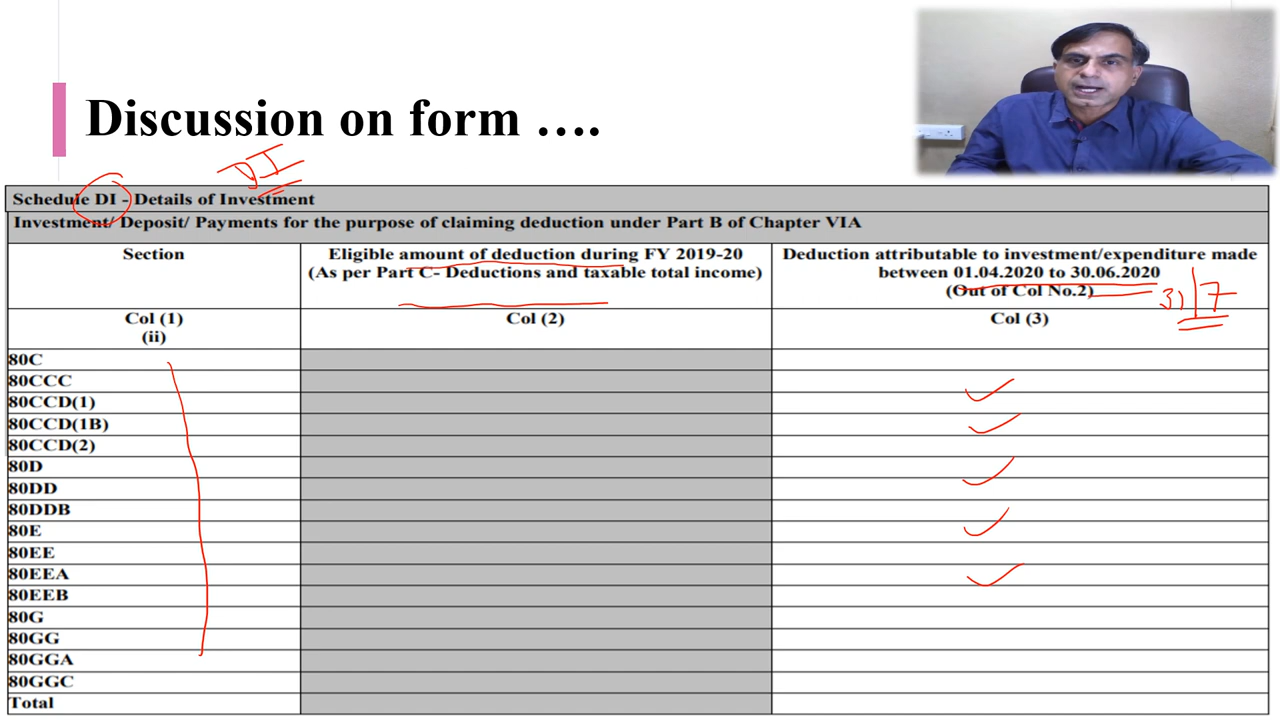 Discussion on form ….
DI
Schedule DI - Details of Investment
Investment/ Deposit/ Payments for the purpose of claiming deduction under Part B of Chapter VIA
Section
Eligible amount of deduction during FY 2019-20
(As per Part C- Deductions and taxable total income)
Deduction attributable to investment/expenditure made
between 01.04.2020 to 30.06.2020
(Out of Col No.2)
31|7
Col (1)
(ii)
Col (2)
Col (3)
80C
80CCC
80CCD(1)
80CCD(1B)
80CCD(2)
80D
80DD
80DDB
80E
80EE
80EEA
80EEB
80G
80GG
80GGA
80GGC
Total